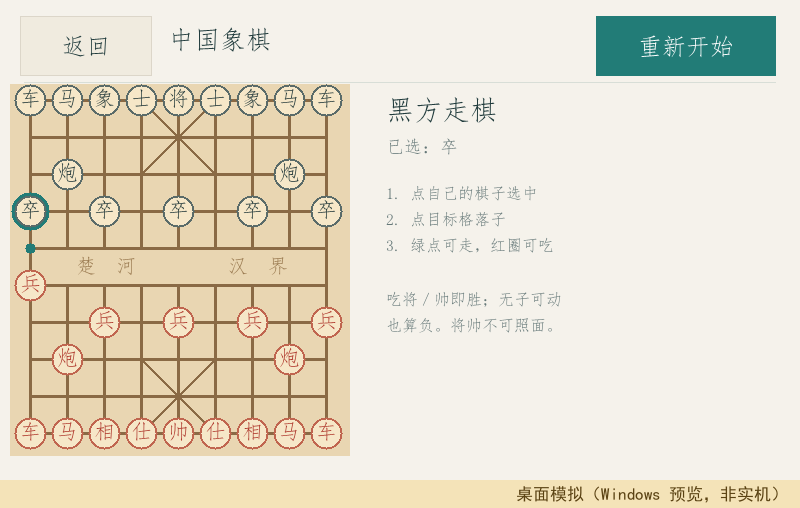 返回
中国象棋
重新开始
车 马 象 士 将 士 象 马 车
炮 炮
卒 卒 卒 卒 卒
楚 河 汉 界
兵
兵 兵 兵 兵
炮 炮
车 马 相 仕 帅 仕 相 马 车
黑方走棋
已选: 卒
1. 点自己的棋子选中
2. 点目标格落子
3. 绿点可走，红圈可吃
吃将 / 帅即胜; 无子可动
也算负。将帅不可照面。
桌面模拟（Windows 预览，非实机）